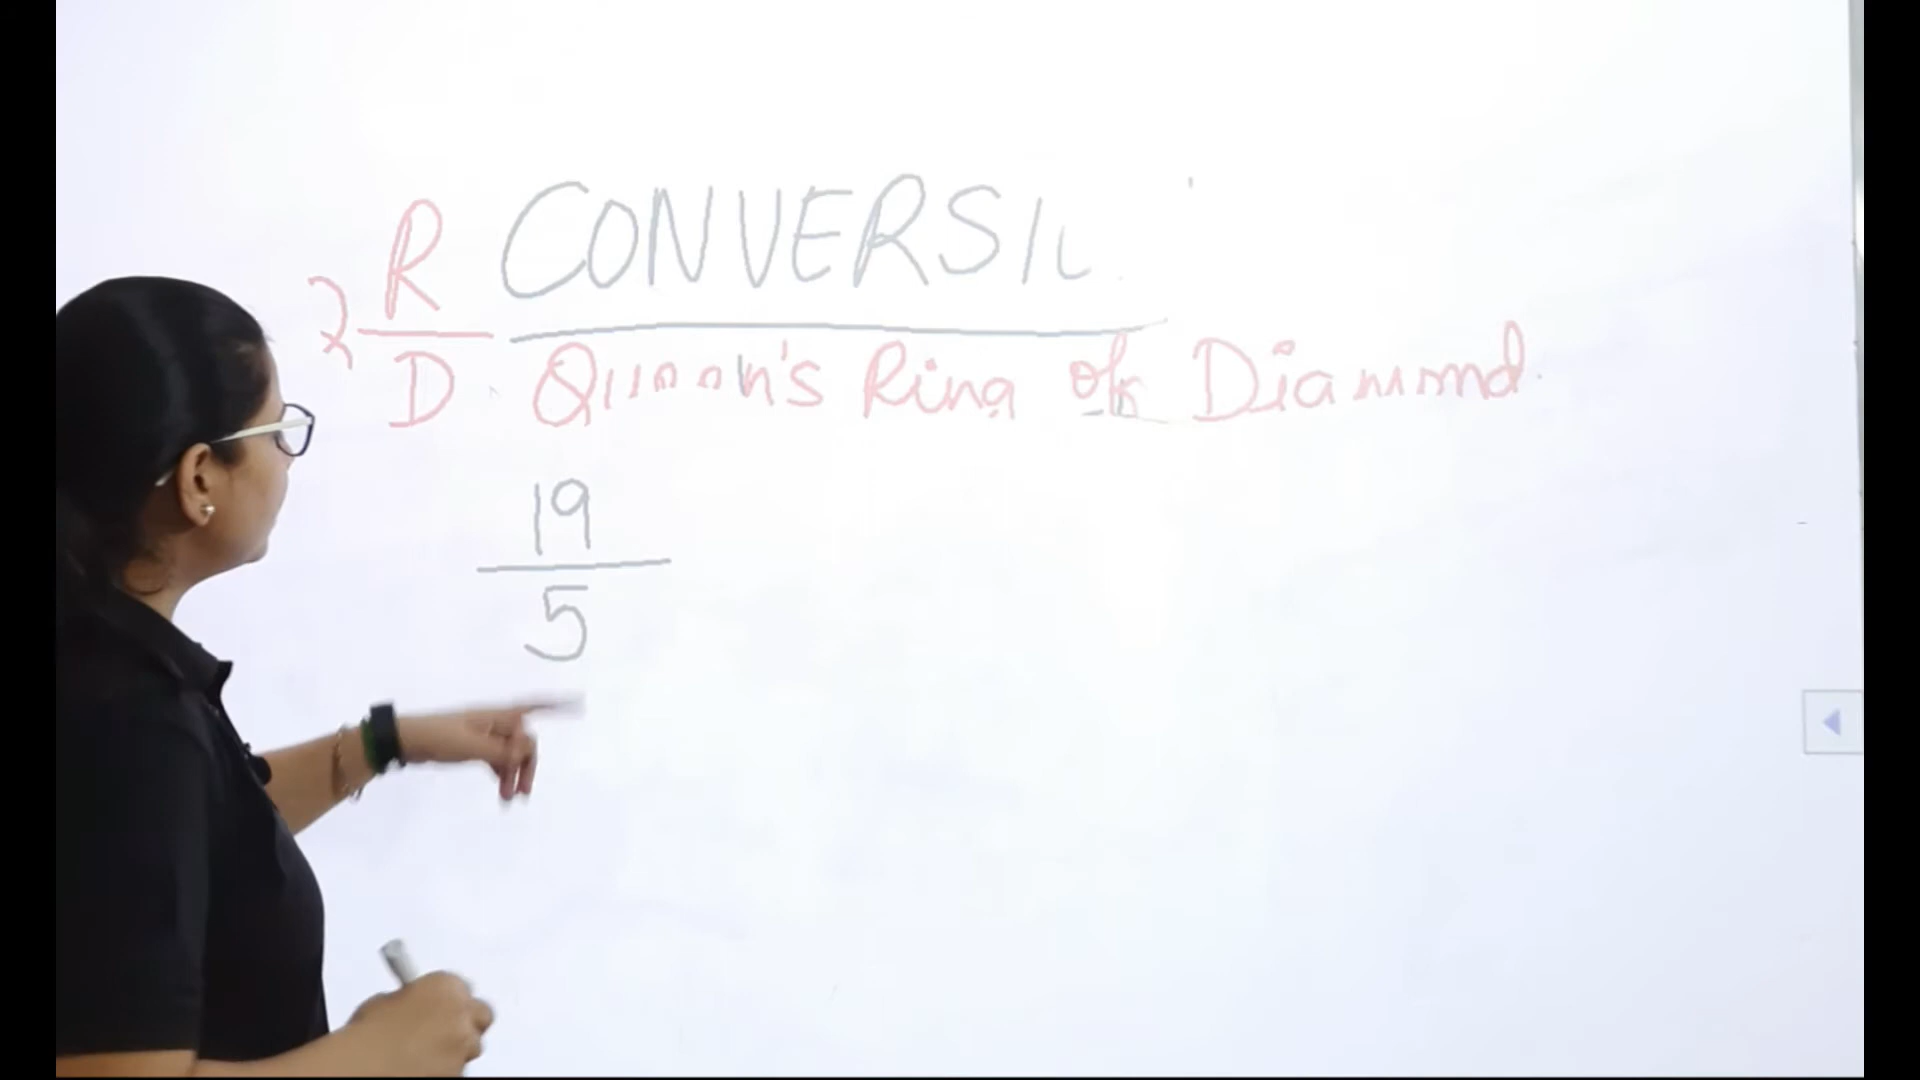 R CONVERSI
D. Queen's Ring of Diamond.
19
5